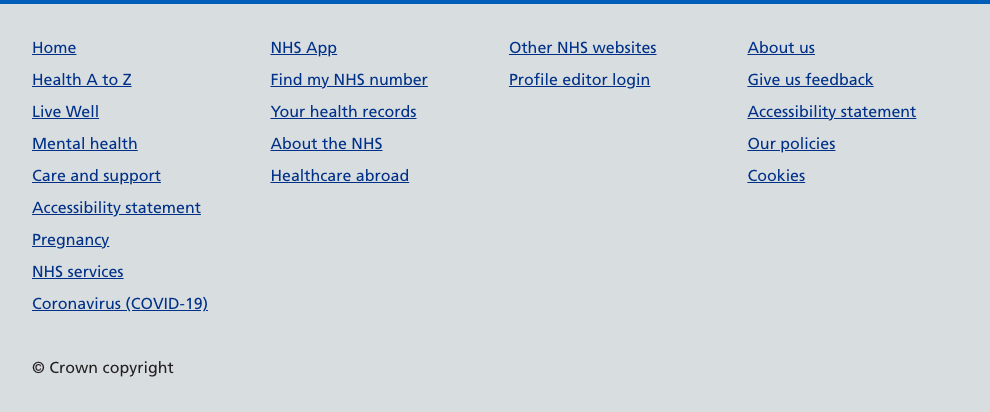 Home
Health A to Z
Live Well
Mental health
Care and support
Accessibility statement
Pregnancy
NHS services
Coronavirus (COVID-19)
NHS App
Find my NHS number
Your health records
About the NHS
Healthcare abroad
Other NHS websites
Profile editor login
About us
Give us feedback
Accessibility statement
Our policies
Cookies
© Crown copyright